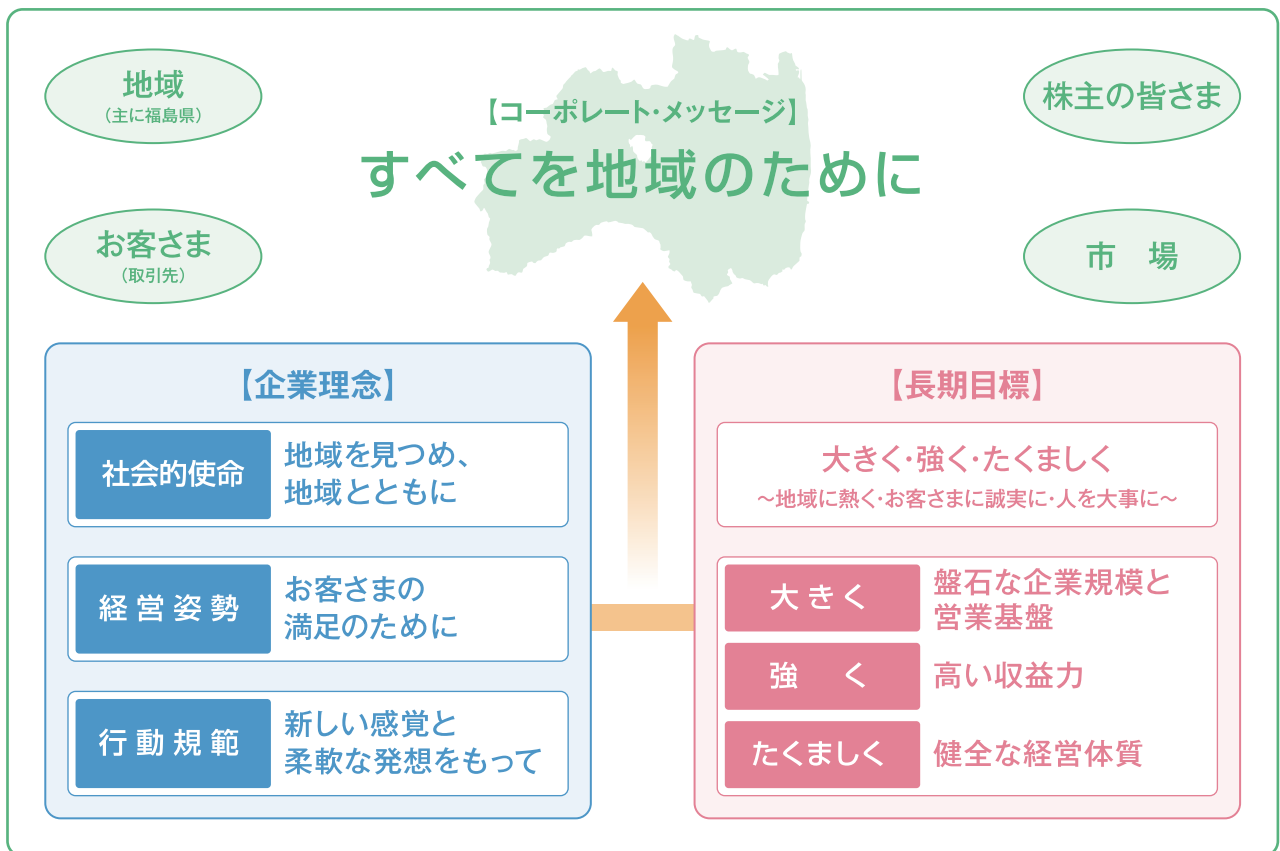 地域
（主に福島県）
株主の皆さま
【コーポレート・メッセージ】
すべてを地域のために
お客さま
（取引先）
市　場
【企業理念】
社会的使命
地域を見つめ、
地域とともに
経営姿勢
お客さまの
満足のために
行動規範
新しい感覚と
柔軟な発想をもって
【長期目標】
大きく・強く・たくましく
～地域に熱く・お客さまに誠実に・人を大事に～
大きく
盤石な企業規模と
営業基盤
強　く
高い収益力
たくましく
健全な経営体質